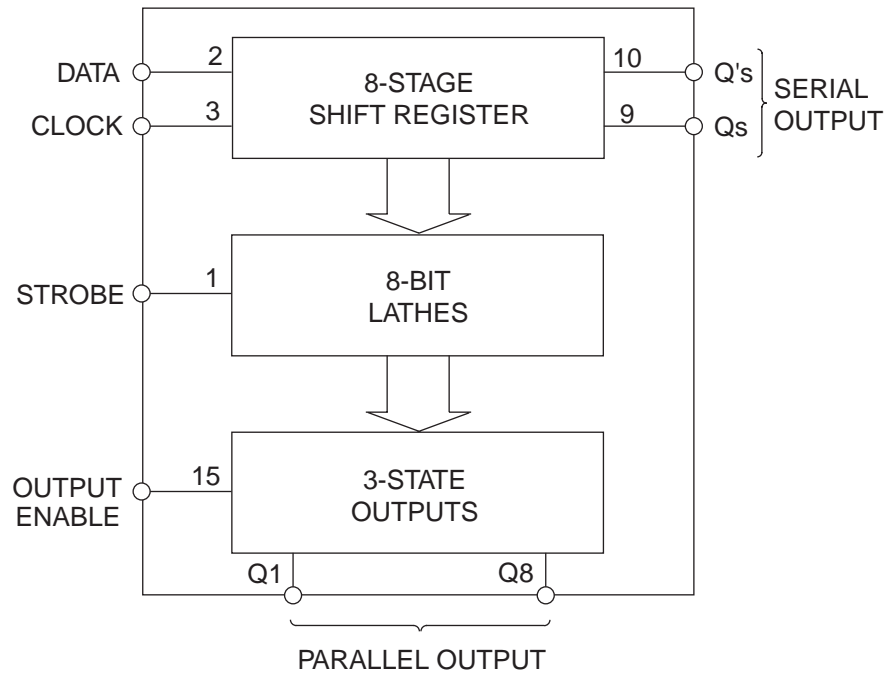 DATA
2
8-STAGE
SHIFT REGISTER
10
Q's
SERIAL
OUTPUT
CLOCK
3
9
Qs
STROBE
1
8-BIT
LATHES
OUTPUT
ENABLE
15
3-STATE
OUTPUTS
Q1
Q8
PARALLEL OUTPUT